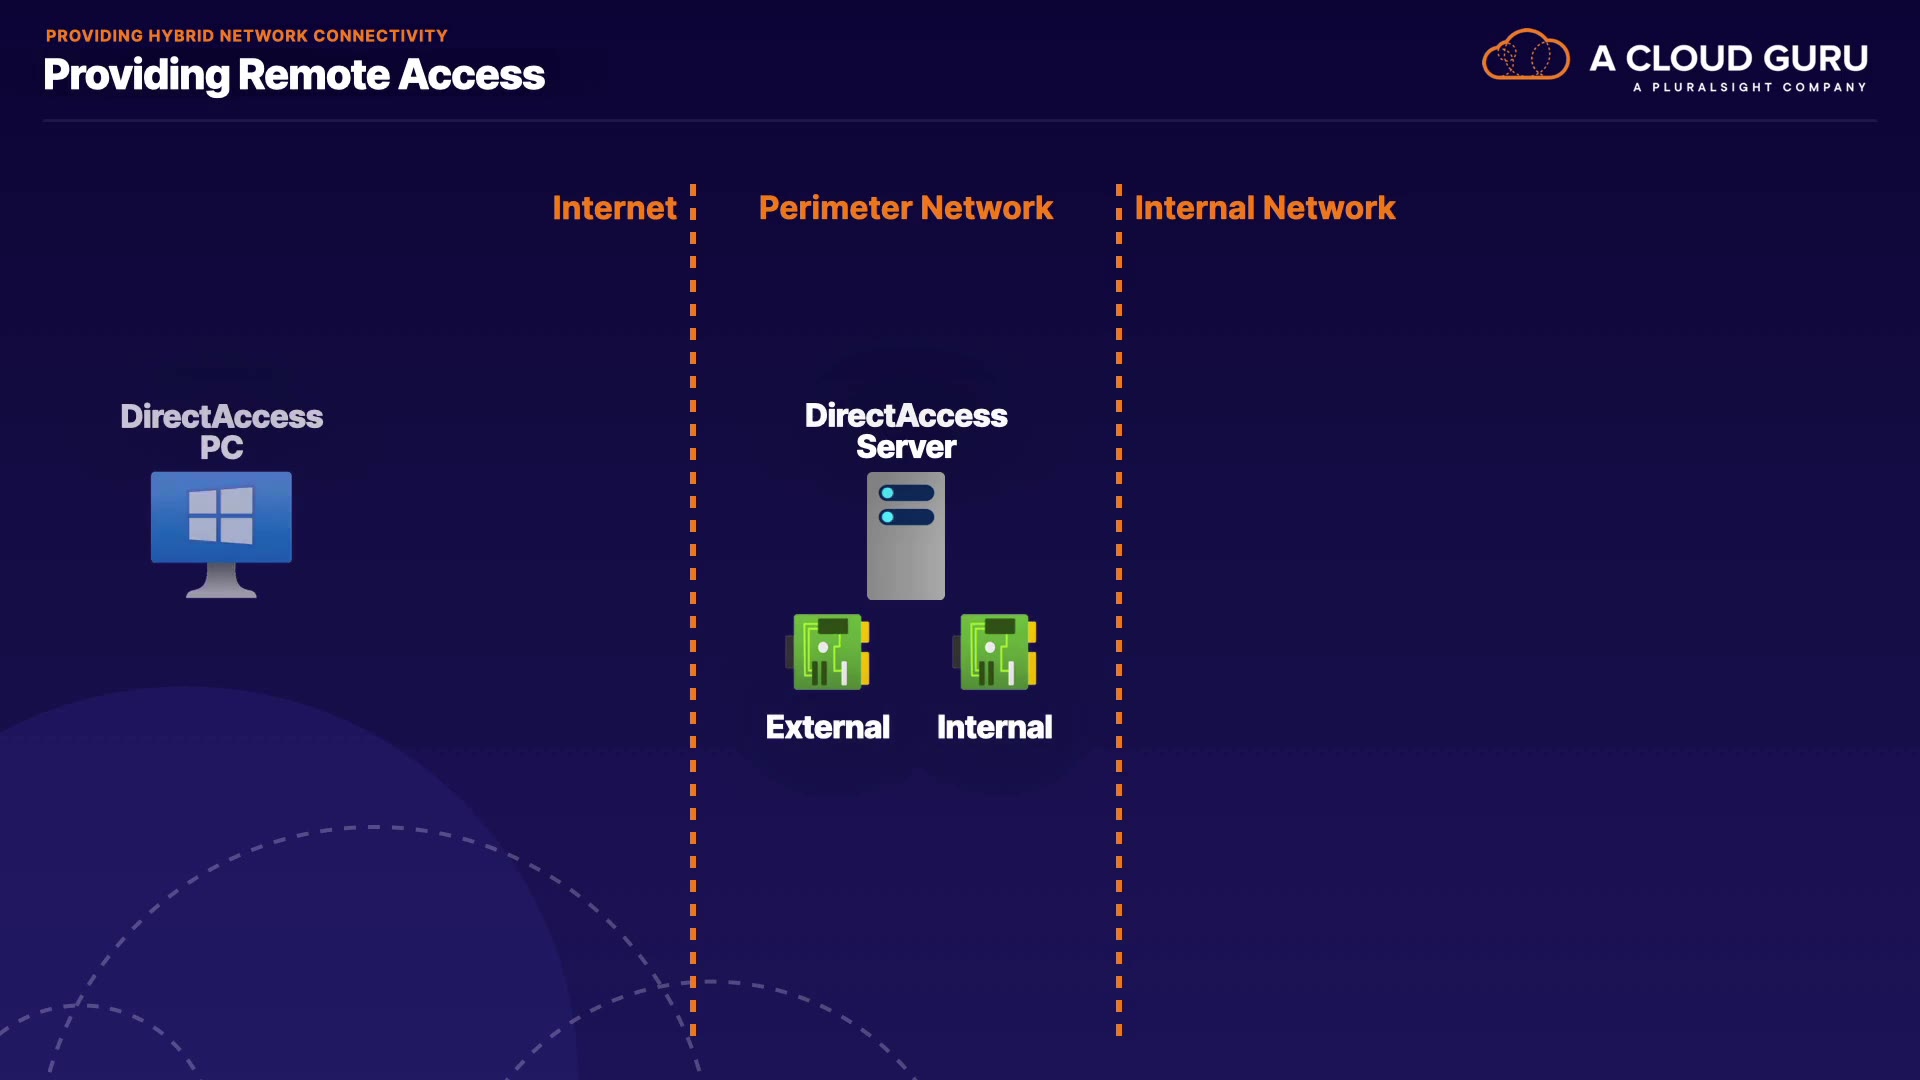 PROVIDING HYBRID NETWORK CONNECTIVITY
Providing Remote Access
A CLOUD GURU
A PLURALSIGHT COMPANY
Internet
Perimeter Network
Internal Network
DirectAccess
PC
DirectAccess
Server
External
Internal